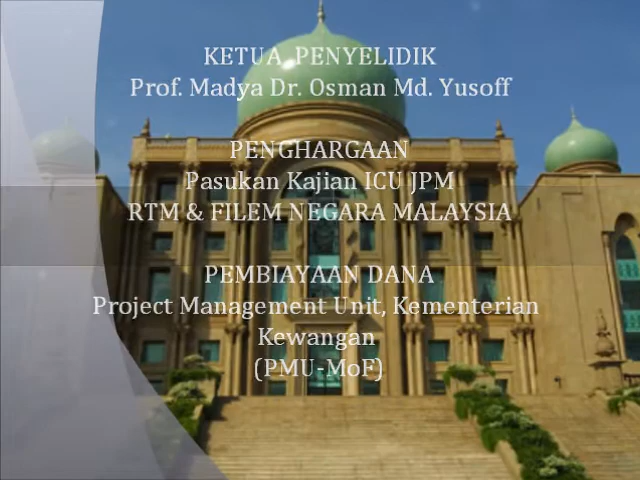 KETUA PENYELIDIK
Prof. Madya Dr. Osman Md. Yusoff
PENGHARGAAN
Pasukan Kajian ICU JPM
RTM & FILEM NEGARA MALAYSIA
PEMBIAYAAN DANA
Project Management Unit, Kementerian
Kewangan
(PMU-MoF)